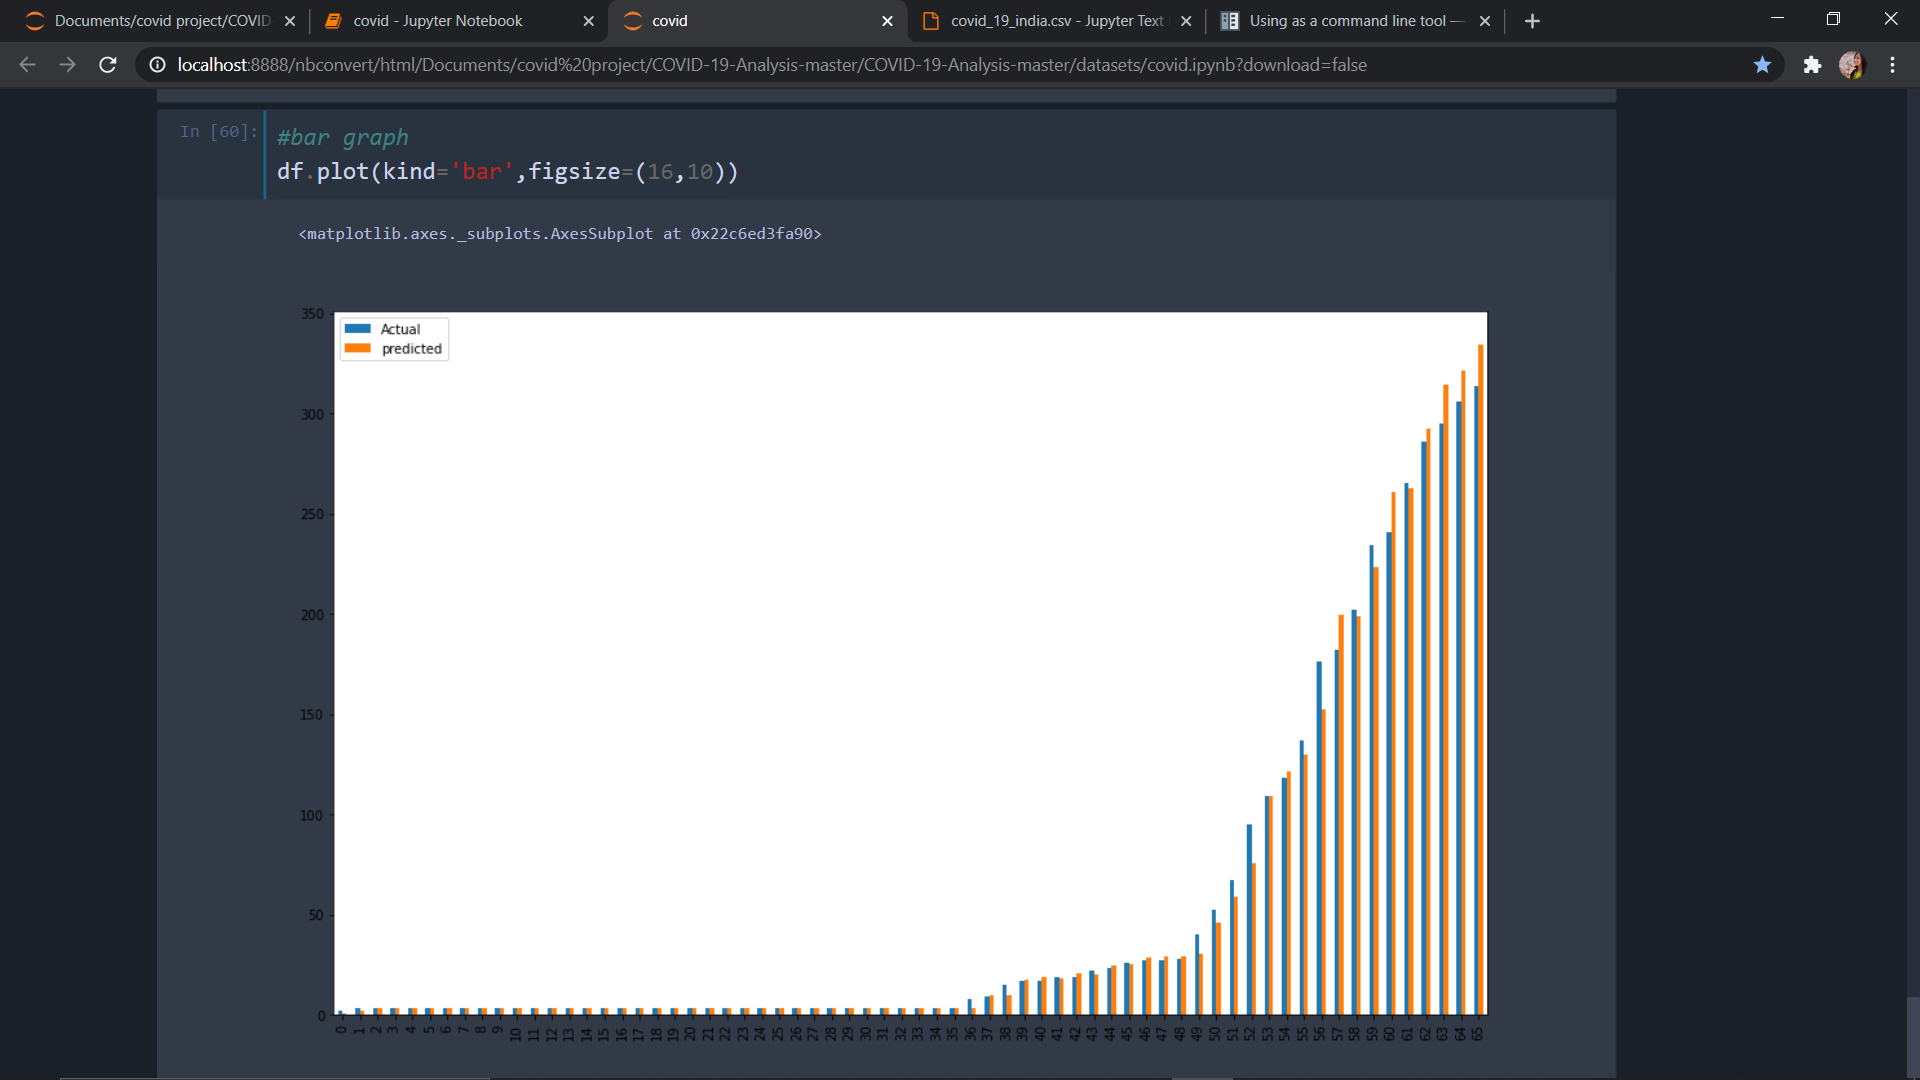 Documents/covid project/COVID
covid - Jupyter Notebook
covid
covid_19_india.csv - Jupyter Text
Using as a command line tool —
localhost:8888/nbconvert/html/Documents/covid%20project/COVID-19-Analysis-master/COVID-19-Analysis-master/datasets/covid.ipynb?download=false
In [60]:
#bar graph
df.plot(kind='bar',figsize=(16,10))
<matplotlib.axes._subplots.AxesSubplot at 0x22c6ed3fa90>
Actual
predicted
350
300
250
200
150
100
50
0
0 1 2 3 4 5 6 7 8 9 10 11 12 13 14 15 16 17 18 19 20 21 22 23 24 25 26 27 28 29 30 31 32 33 34 35 36 37 38 39 40 41 42 43 44 45 46 47 48 49 50 51 52 53 54 55 56 57 58 59 60 61 62 63 64 65